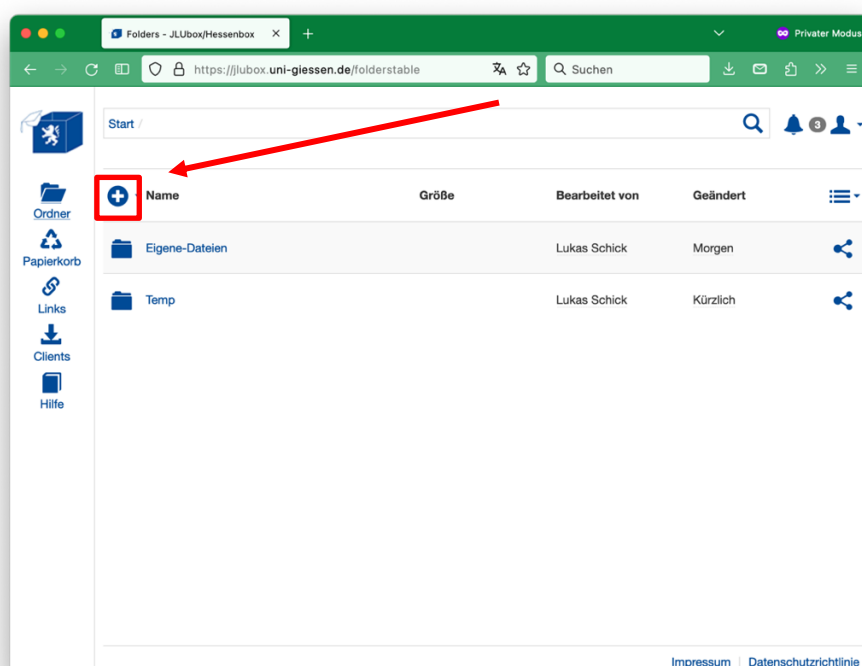 Folders - JLUbox/Hessenbox
Privater Modus
https://jlubox.uni-giessen.de/folderstable
Suchen
Start /
3
Ordner
Papierkorb
Links
Clients
Hilfe
Name Größe Bearbeitet von Geändert
Eigene-Dateien Lukas Schick Morgen
Temp Lukas Schick Kürzlich
Impressum Datenschutzrichtlinie